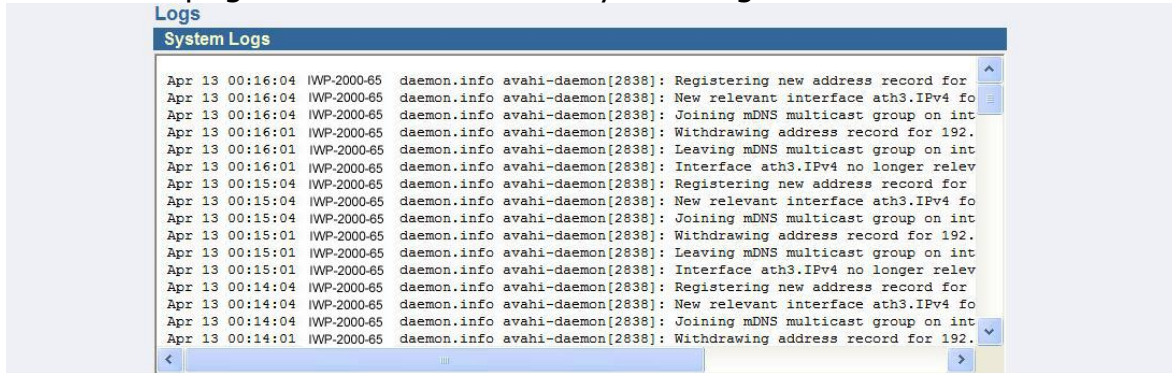 Logs
System Logs
Apr 13 00:16:04 IWP-2000-65 daemon.info avahi-daemon[2838]: Registering new address record for
Apr 13 00:16:04 IWP-2000-65 daemon.info avahi-daemon[2838]: New relevant interface ath3.IPv4 fo
Apr 13 00:16:04 IWP-2000-65 daemon.info avahi-daemon[2838]: Joining mDNS multicast group on int
Apr 13 00:16:01 IWP-2000-65 daemon.info avahi-daemon[2838]: Withdrawing address record for 192.
Apr 13 00:16:01 IWP-2000-65 daemon.info avahi-daemon[2838]: Leaving mDNS multicast group on int
Apr 13 00:16:01 IWP-2000-65 daemon.info avahi-daemon[2838]: Interface ath3.IPv4 no longer relev
Apr 13 00:15:04 IWP-2000-65 daemon.info avahi-daemon[2838]: Registering new address record for
Apr 13 00:15:04 IWP-2000-65 daemon.info avahi-daemon[2838]: New relevant interface ath3.IPv4 fo
Apr 13 00:15:04 IWP-2000-65 daemon.info avahi-daemon[2838]: Joining mDNS multicast group on int
Apr 13 00:15:01 IWP-2000-65 daemon.info avahi-daemon[2838]: Withdrawing address record for 192.
Apr 13 00:15:01 IWP-2000-65 daemon.info avahi-daemon[2838]: Leaving mDNS multicast group on int
Apr 13 00:15:01 IWP-2000-65 daemon.info avahi-daemon[2838]: Interface ath3.IPv4 no longer relev
Apr 13 00:14:04 IWP-2000-65 daemon.info avahi-daemon[2838]: Registering new address record for
Apr 13 00:14:04 IWP-2000-65 daemon.info avahi-daemon[2838]: New relevant interface ath3.IPv4 fo
Apr 13 00:14:04 IWP-2000-65 daemon.info avahi-daemon[2838]: Joining mDNS multicast group on int
Apr 13 00:14:01 IWP-2000-65 daemon.info avahi-daemon[2838]: Withdrawing address record for 192.